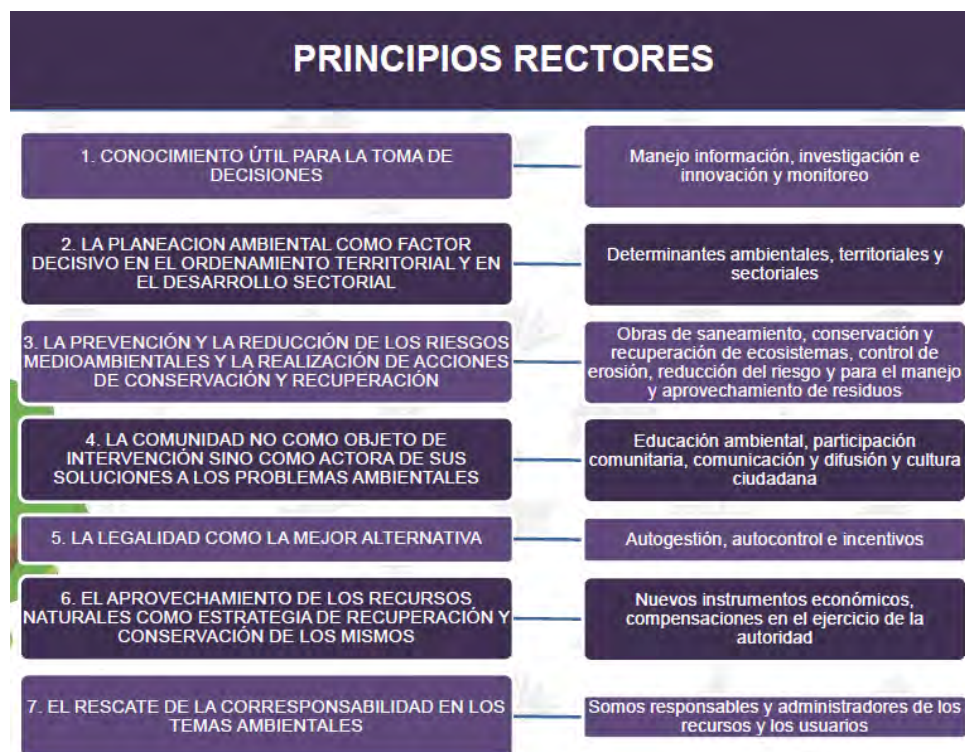 PRINCIPIOS RECTORES
1. CONOCIMIENTO ÚTIL PARA LA TOMA DE
DECISIONES
Manejo información, investigación e
innovación y monitoreo
2. LA PLANEACION AMBIENTAL COMO FACTOR
DECISIVO EN EL ORDENAMIENTO TERRITORIAL Y EN
EL DESARROLLO SECTORIAL
Determinantes ambientales, territoriales y
sectoriales
3. LA PREVENCIÓN Y LA REDUCCIÓN DE LOS RIESGOS
MEDIOAMBIENTALES Y LA REALIZACIÓN DE ACCIONES
DE CONSERVACIÓN Y RECUPERACIÓN
Obras de saneamiento, conservación y
recuperación de ecosistemas, control de
erosión, reducción del riesgo y para el manejo
y aprovechamiento de residuos
4. LA COMUNIDAD NO COMO OBJETO DE
INTERVENCIÓN SINO COMO ACTORA DE SUS
SOLUCIONES A LOS PROBLEMAS AMBIENTALES
Educación ambiental, participación
comunitaria, comunicación y difusión y cultura
ciudadana
5. LA LEGALIDAD COMO LA MEJOR ALTERNATIVA
Autogestión, autocontrol e incentivos
6. EL APROVECHAMIENTO DE LOS RECURSOS
NATURALES COMO ESTRATEGIA DE RECUPERACIÓN Y
CONSERVACIÓN DE LOS MISMOS
Nuevos instrumentos económicos,
compensaciones en el ejercicio de la
autoridad
7. EL RESCATE DE LA CORRESPONSABILIDAD EN LOS
TEMAS AMBIENTALES
Somos responsables y administradores de los
recursos y los usuarios